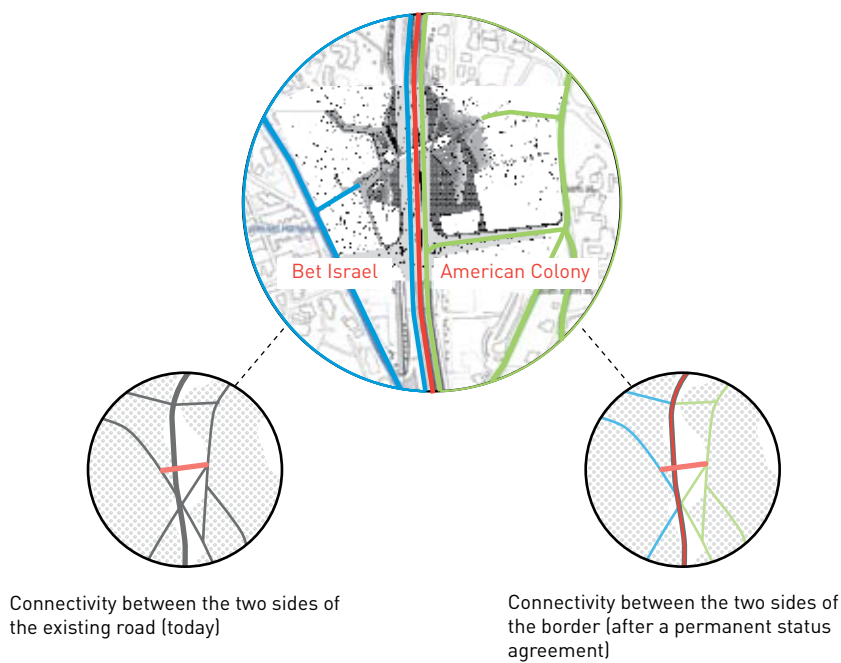 Bet Israel
American Colony
Connectivity between the two sides of
the existing road (today)
Connectivity between the two sides of
the border (after a permanent status
agreement)